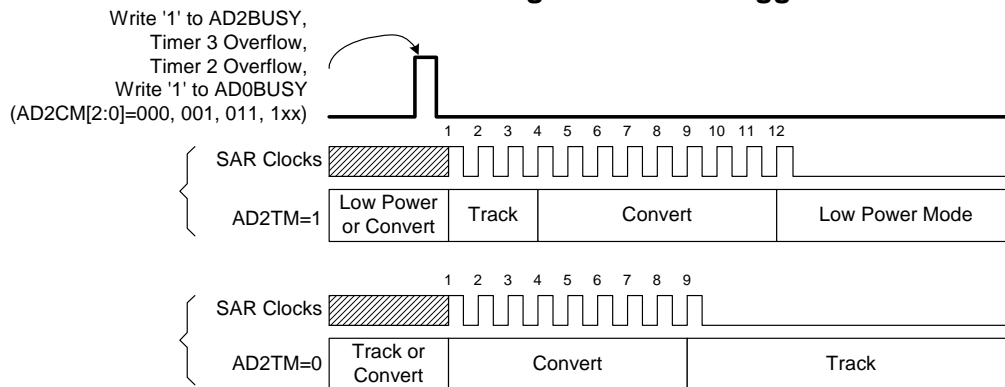 Write '1' to AD2BUSY,
Timer 3 Overflow,
Timer 2 Overflow,
Write '1' to AD0BUSY
(AD2CM[2:0]=000, 001, 011, 1xx)
1 2 3 4 5 6 7 8 9 10 11 12
SAR Clocks
AD2TM=1
Low Power
or Convert
Track
Convert
Low Power Mode
1 2 3 4 5 6 7 8 9
SAR Clocks
AD2TM=0
Track or
Convert
Convert
Track